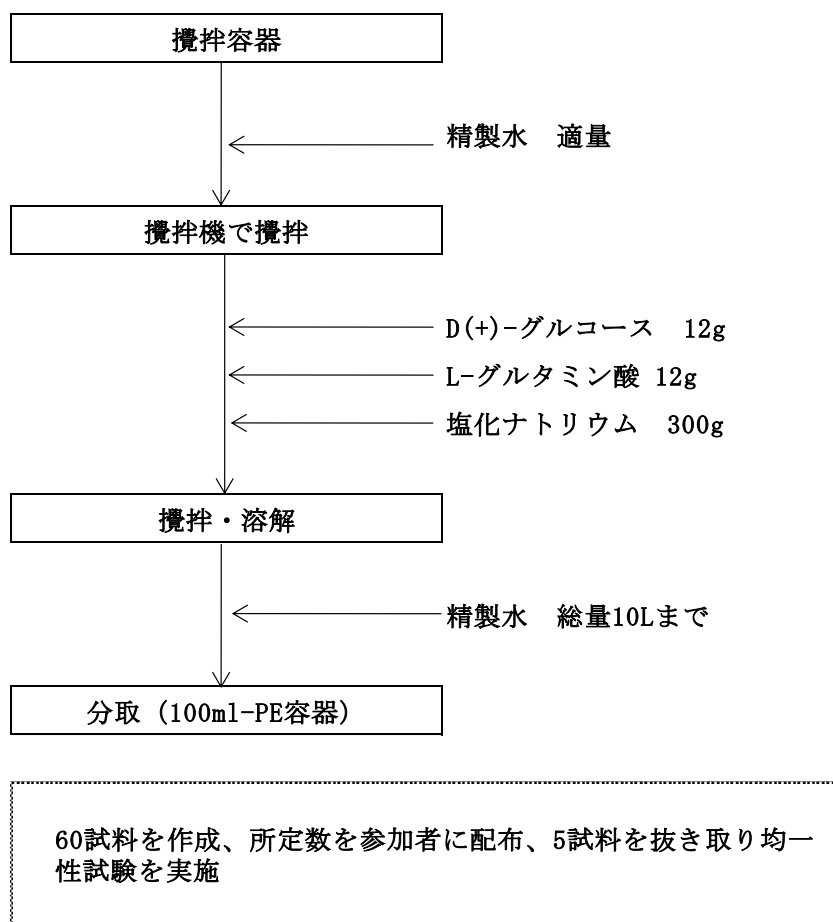 攪拌容器
精製水　適量
攪拌機で攪拌
D(+)-グルコース　12g
L-グルタミン酸 12g
塩化ナトリウム　300g
攪拌・溶解
精製水　総量10Lまで
分取 (100ml-PE容器)
60試料を作成、所定数を参加者に配布、5試料を抜き取り均一
性試験を実施